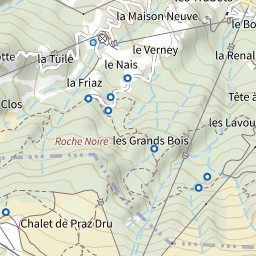 la Maison Neuve
le Bo
le Verney
otte
la Tuile
le Nais
la Renal
la Friaz
Tête à
Clos
les Lavou
Roche Noire
les Grands Bois
Chalet de Praz Dru